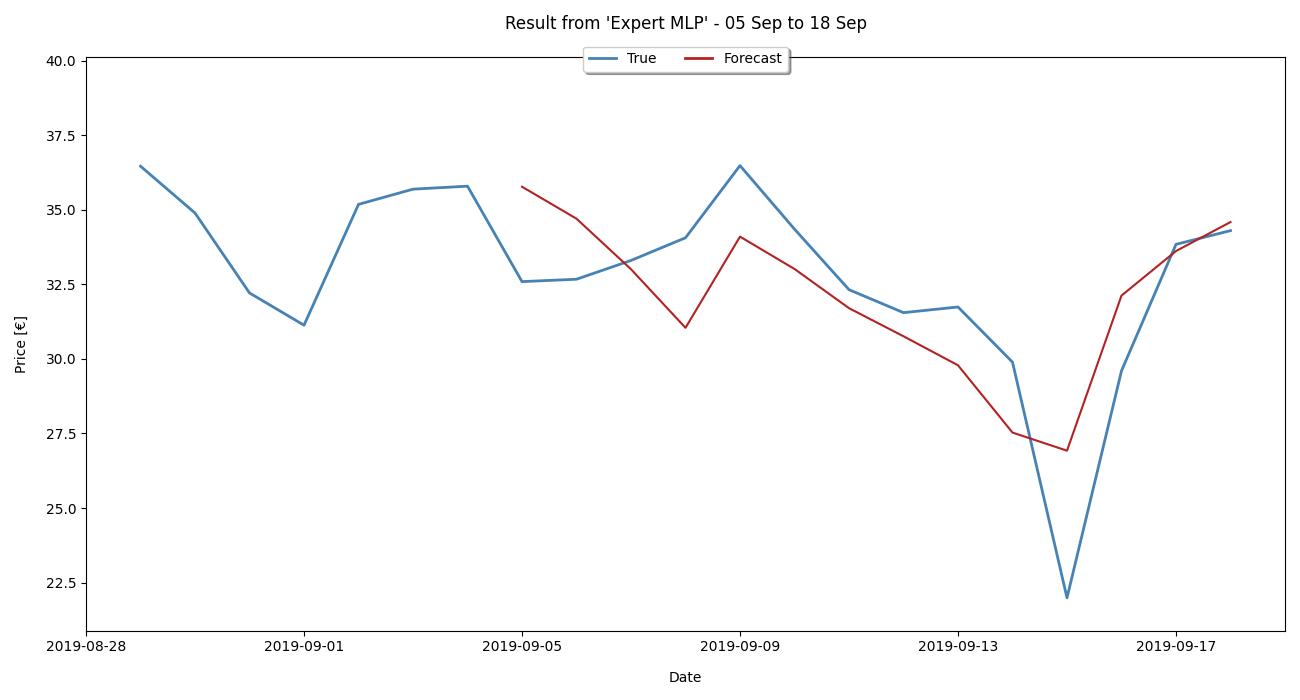 Result from 'Expert MLP' - 05 Sep to 18 Sep
True Forecast
40.0
37.5
35.0
32.5
30.0
27.5
25.0
22.5
Price [€]
2019-08-28 2019-09-01 2019-09-05 2019-09-09 2019-09-13 2019-09-17
Date